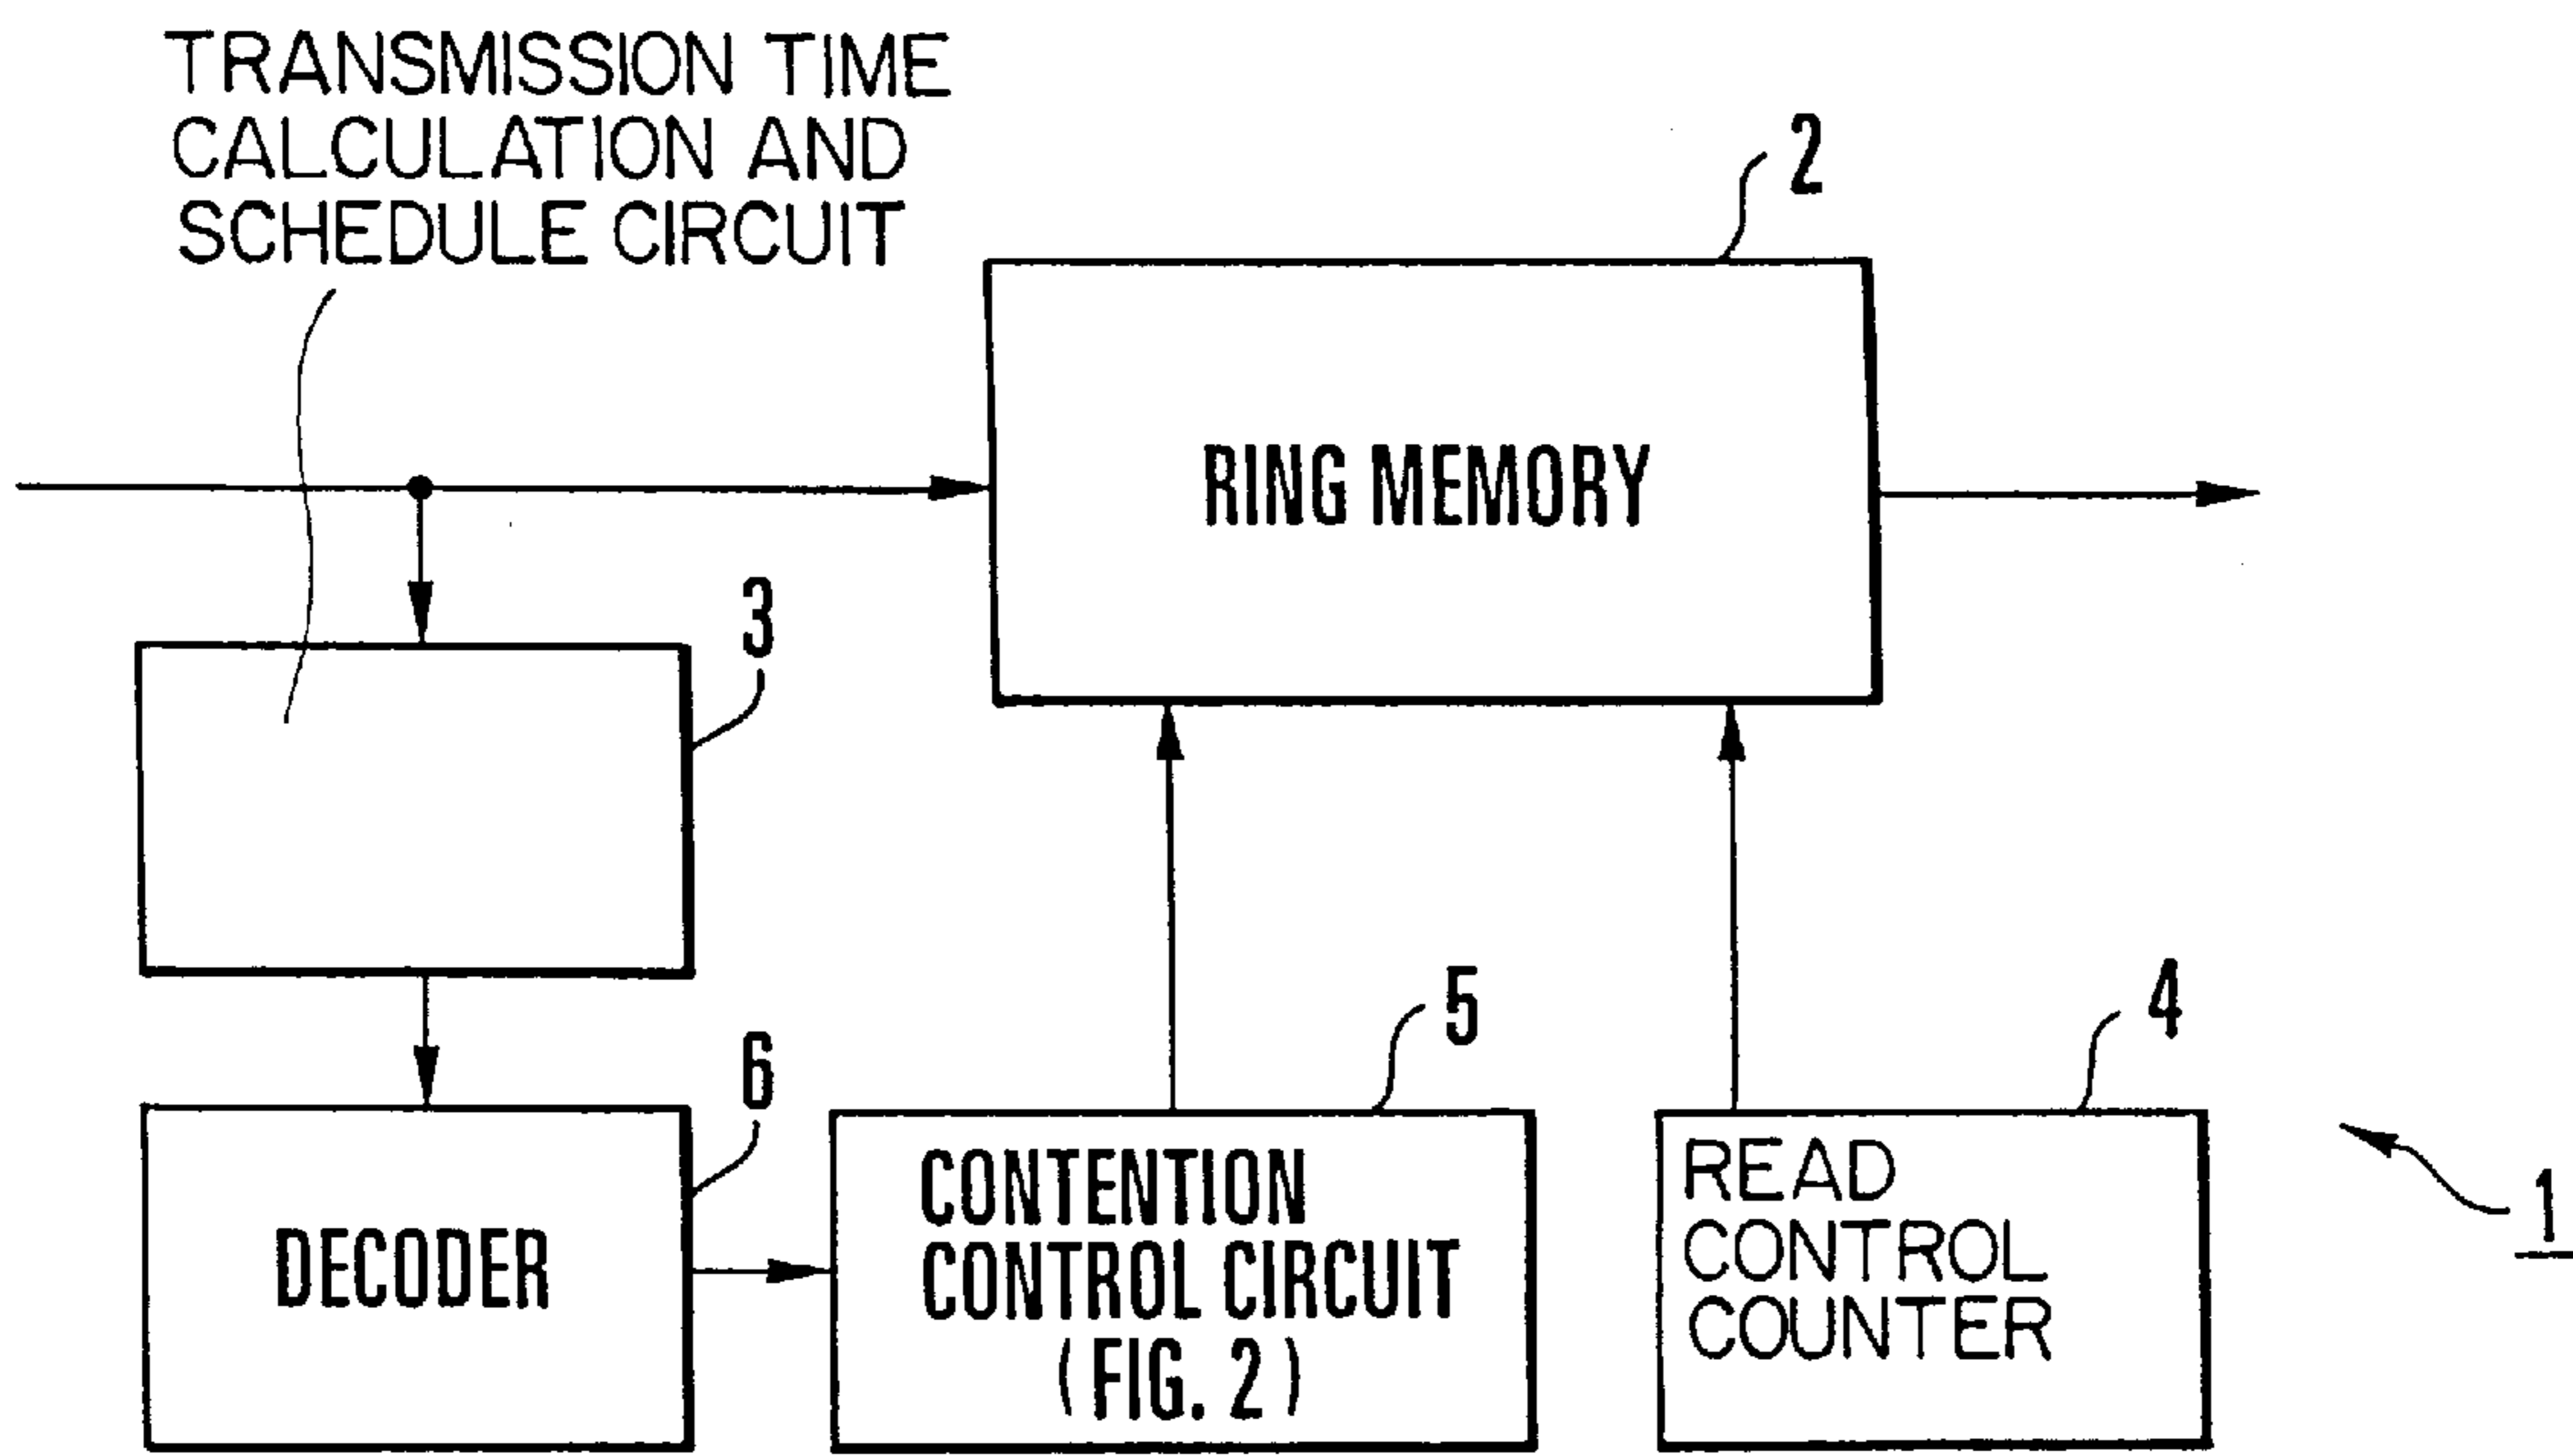 TRANSMISSION TIME
CALCULATION AND
SCHEDULE CIRCUIT
2
RING MEMORY
3
6
DECODER
5
CONTENTION
CONTROL CIRCUIT
(FIG. 2)
4
READ
CONTROL
COUNTER
1